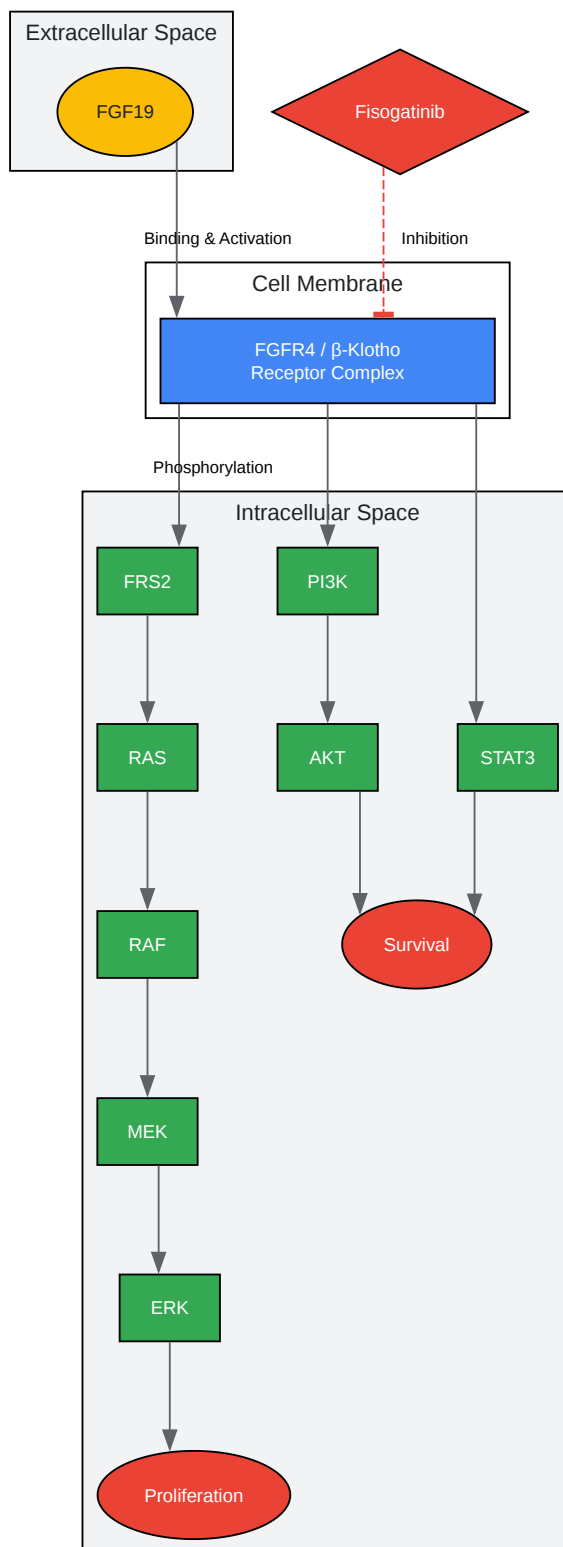 Extracellular Space
FGF19
Fisogatinib
Binding & Activation
Inhibition
Cell Membrane
FGFR4 / β-Klotho
Receptor Complex
Phosphorylation
Intracellular Space
FRS2
PI3K
RAS
AKT
STAT3
RAF
Survival
MEK
ERK
Proliferation